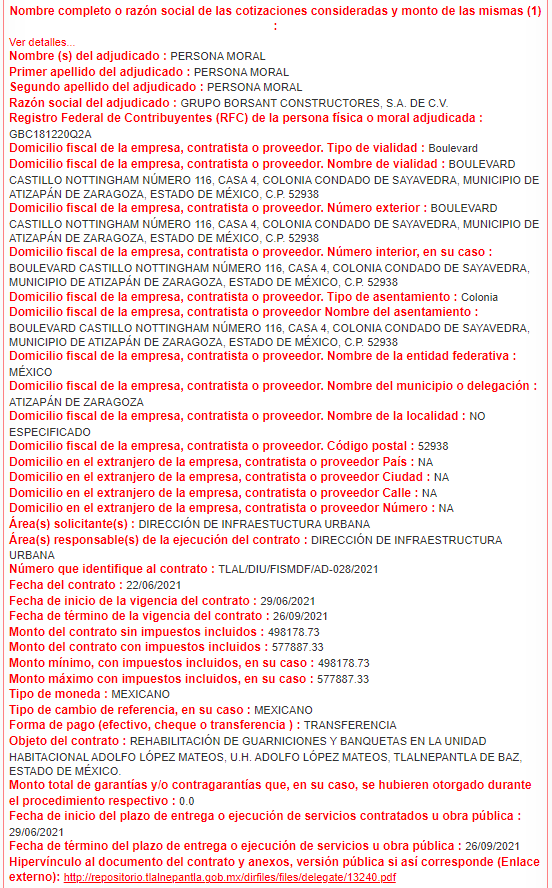 Nombre completo o razón social de las cotizaciones consideradas y monto de las mismas (1)
:
Ver detalles...
Nombre (s) del adjudicado : PERSONA MORAL
Primer apellido del adjudicado : PERSONA MORAL
Segundo apellido del adjudicado : PERSONA MORAL
Razón social del adjudicado : GRUPO BORSANT CONSTRUCTORES, S.A. DE C.V.
Registro Federal de Contribuyentes (RFC) de la persona física o moral adjudicada :
GBC181220Q2A
Domicilio fiscal de la empresa, contratista o proveedor. Tipo de vialidad : Boulevard
Domicilio fiscal de la empresa, contratista o proveedor. Nombre de vialidad : BOULEVARD
CASTILLO NOTTINGHAM NÚMERO 116, CASA 4, COLONIA CONDADO DE SAYAVEDRA, MUNICIPIO DE
ATIZAPÁN DE ZARAGOZA, ESTADO DE MÉXICO, C.P. 52938
Domicilio fiscal de la empresa, contratista o proveedor. Número exterior : BOULEVARD
CASTILLO NOTTINGHAM NÚMERO 116, CASA 4, COLONIA CONDADO DE SAYAVEDRA, MUNICIPIO DE
ATIZAPÁN DE ZARAGOZA, ESTADO DE MÉXICO, C.P. 52938
Domicilio fiscal de la empresa, contratista o proveedor. Número interior, en su caso :
BOULEVARD CASTILLO NOTTINGHAM NÚMERO 116, CASA 4, COLONIA CONDADO DE SAYAVEDRA,
MUNICIPIO DE ATIZAPÁN DE ZARAGOZA, ESTADO DE MÉXICO, C.P. 52938
Domicilio fiscal de la empresa, contratista o proveedor. Tipo de asentamiento : Colonia
Domicilio fiscal de la empresa, contratista o proveedor Nombre del asentamiento :
BOULEVARD CASTILLO NOTTINGHAM NÚMERO 116, CASA 4, COLONIA CONDADO DE SAYAVEDRA,
MUNICIPIO DE ATIZAPÁN DE ZARAGOZA, ESTADO DE MÉXICO, C.P. 52938
Domicilio fiscal de la empresa, contratista o proveedor. Nombre de la entidad federativa :
MÉXICO
Domicilio fiscal de la empresa, contratista o proveedor. Nombre del municipio o delegación :
ATIZAPÁN DE ZARAGOZA
Domicilio fiscal de la empresa, contratista o proveedor. Nombre de la localidad : NO
ESPECIFICADO
Domicilio fiscal de la empresa, contratista o proveedor. Código postal : 52938
Domicilio en el extranjero de la empresa, contratista o proveedor País : NA
Domicilio en el extranjero de la empresa, contratista o proveedor Ciudad : NA
Domicilio en el extranjero de la empresa, contratista o proveedor Calle : NA
Domicilio en el extranjero de la empresa, contratista o proveedor Número : NA
Área(s) solicitante(s) : DIRECCIÓN DE INFRAESTUCTURA URBANA
Área(s) responsable(s) de la ejecución del contrato : DIRECCIÓN DE INFRAESTRUCTURA
URBANA
Número que identifique al contrato : TLAL/DIU/FISMDF/AD-028/2021
Fecha del contrato : 22/06/2021
Fecha de inicio de la vigencia del contrato : 29/06/2021
Fecha de término de la vigencia del contrato : 26/09/2021
Monto del contrato sin impuestos incluidos : 498178.73
Monto del contrato con impuestos incluidos : 577887.33
Monto mínimo, con impuestos incluidos, en su caso : 498178.73
Monto máximo con impuestos incluidos, en su caso : 577887.33
Tipo de moneda : MEXICANO
Tipo de cambio de referencia, en su caso : MEXICANO
Forma de pago (efectivo, cheque o transferencia ) : TRANSFERENCIA
Objeto del contrato : REHABILITACIÓN DE GUARNICIONES Y BANQUETAS EN LA UNIDAD
HABITACIONAL ADOLFO LÓPEZ MATEOS, U.H. ADOLFO LÓPEZ MATEOS, TLALNEPANTLA DE BAZ,
ESTADO DE MÉXICO.
Monto total de garantías y/o contragarantías que, en su caso, se hubieren otorgado durante
el procedimiento respectivo : 0.0
Fecha de inicio del plazo de entrega o ejecución de servicios contratados u obra pública :
29/06/2021
Fecha de término del plazo de entrega o ejecución de servicios u obra pública : 26/09/2021
Hipervínculo al documento del contrato y anexos, versión pública si así corresponde (Enlace
externo): http://repositorio.tlalnepantla.gob.mx/dirfiles/files/delegate/13240.pdf